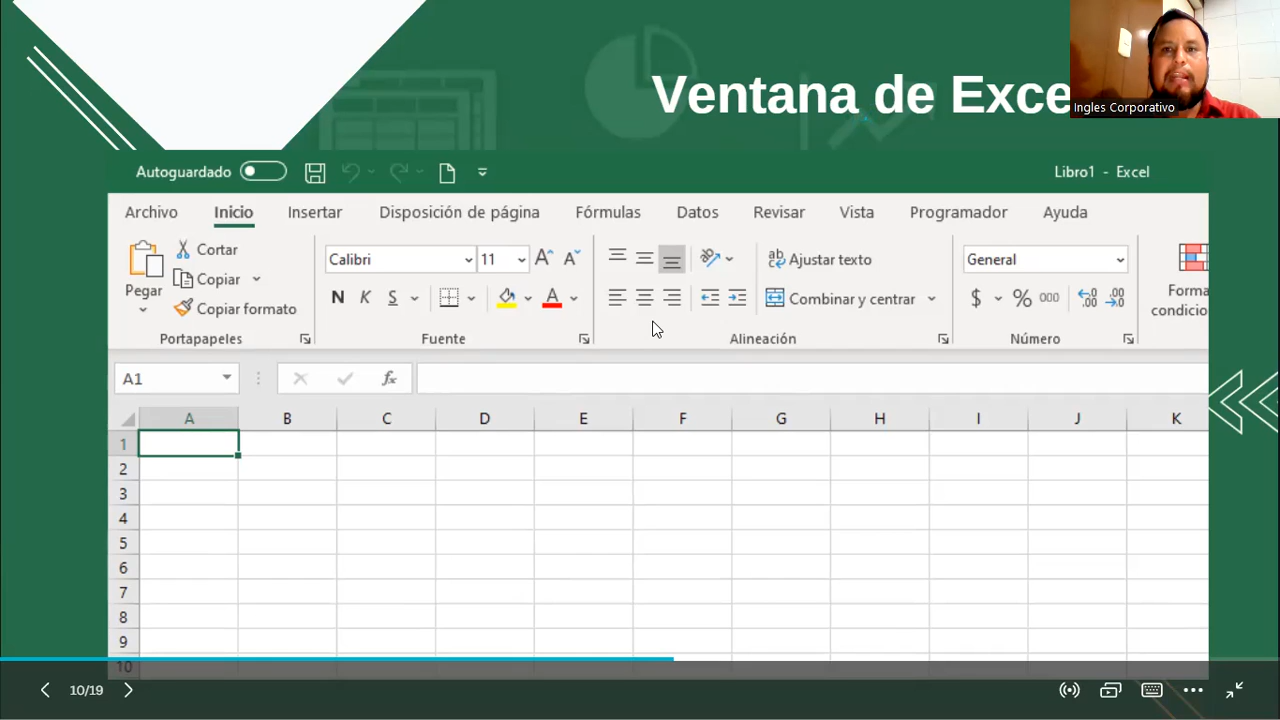 Ventana de Exce
Ingles Corporativo
Autoguardado
Libro1 - Excel
Archivo Inicio Insertar Disposición de página Fórmulas Datos Revisar Vista Programador Ayuda
Pegar
Cortar
Copiar
Copiar formato
Portapapeles
Calibri 11
N K S
Fuente
Ajustar texto
Combinar y centrar
Alineación
General
$ % 000
Número
Forma
condicio
A1
fx
A B C D E F G H I J K
1
2
3
4
5
6
7
8
9
10
10/19